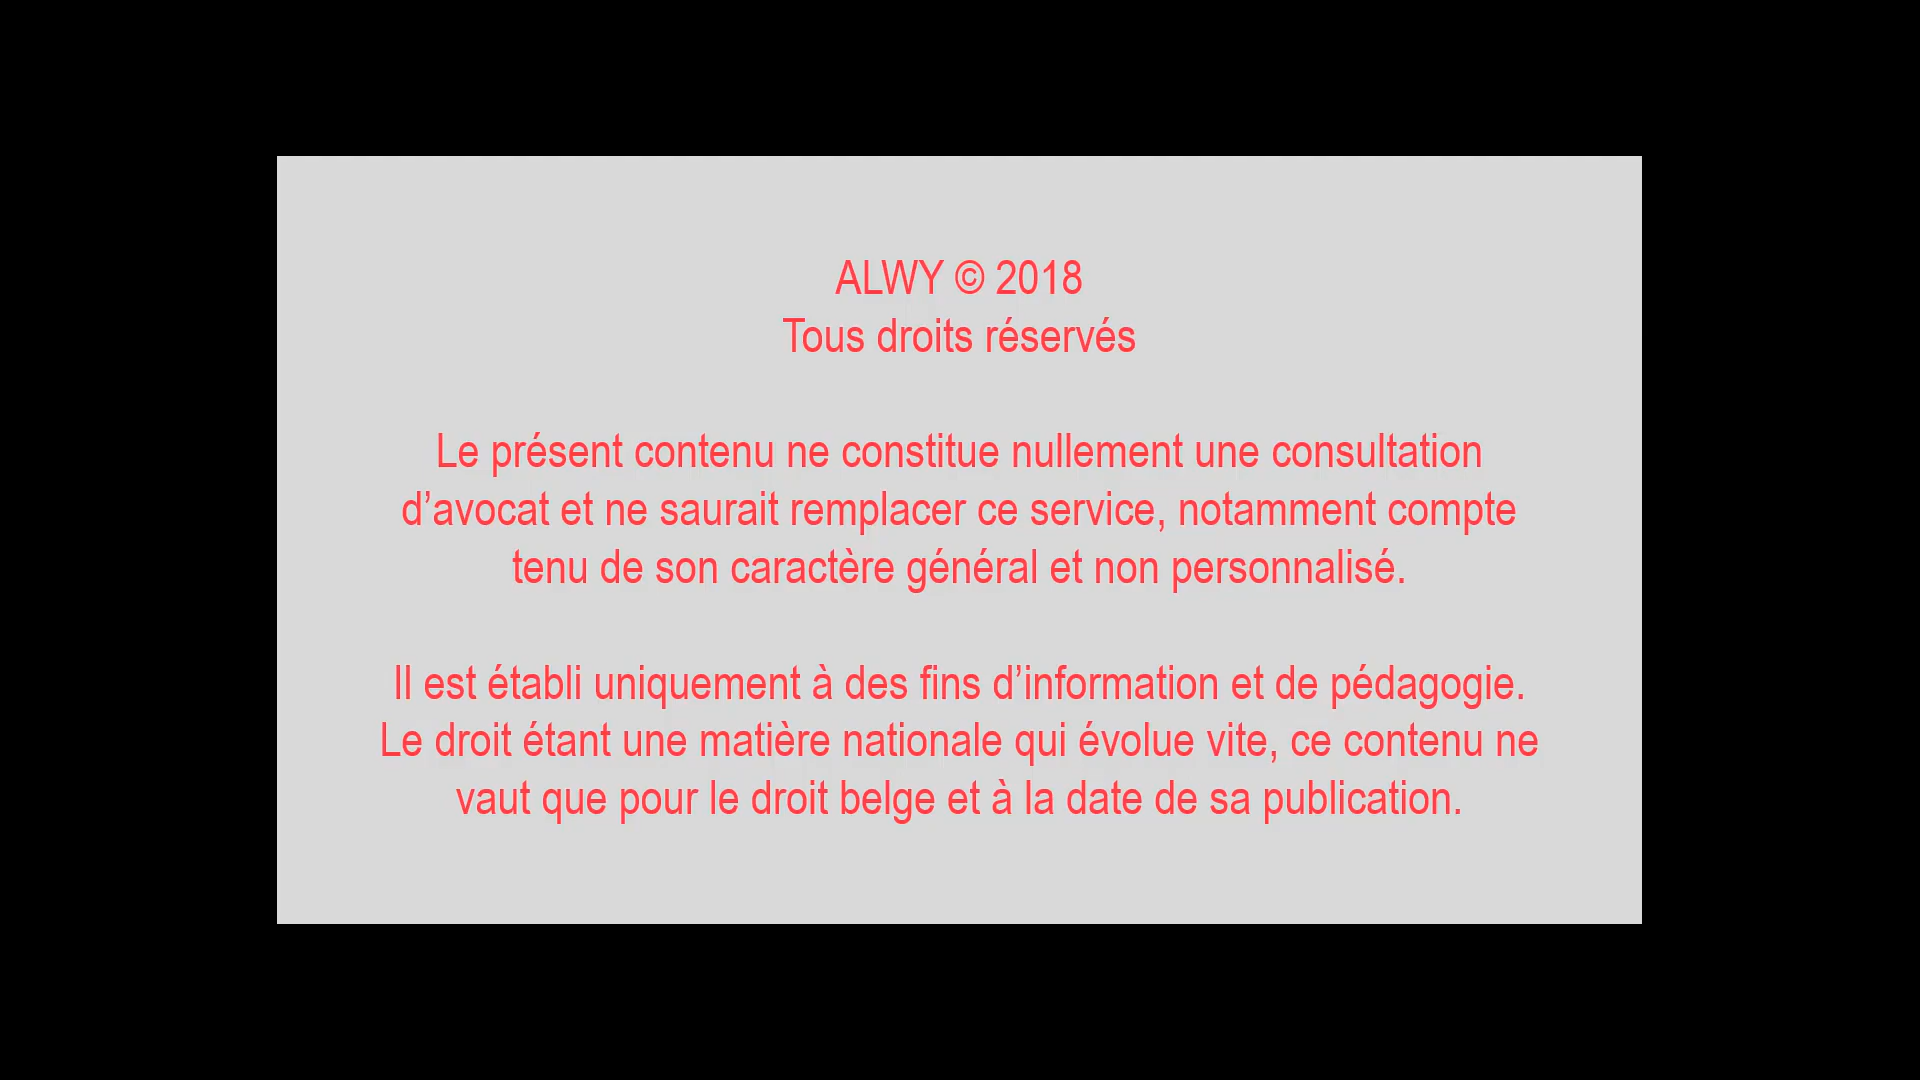 ALWY © 2018
Tous droits réservés
Le présent contenu ne constitue nullement une consultation
d’avocat et ne saurait remplacer ce service, notamment compte
tenu de son caractère général et non personnalisé.
Il est établi uniquement à des fins d’information et de pédagogie.
Le droit étant une matière nationale qui évolue vite, ce contenu ne
vaut que pour le droit belge et à la date de sa publication.